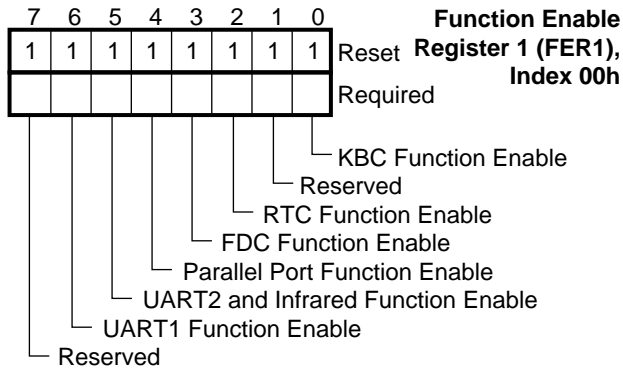 7 6 5 4 3 2 1 0
Function Enable
Register 1 (FER1),
Index 00h
1 1 1 1 1 1 1 1 Reset
Required
KBC Function Enable
Reserved
RTC Function Enable
FDC Function Enable
Parallel Port Function Enable
UART2 and Infrared Function Enable
UART1 Function Enable
Reserved